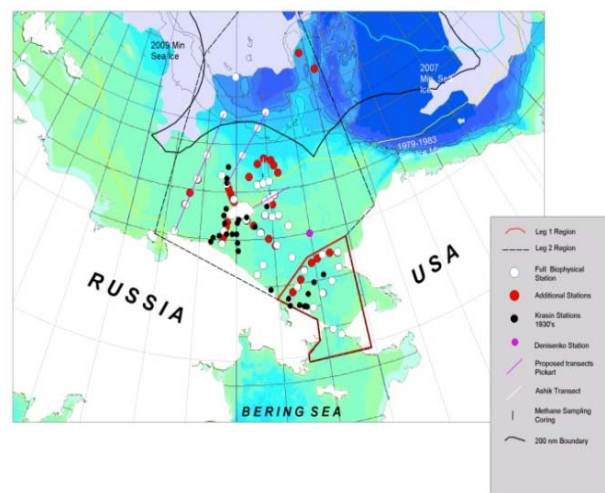 2009 Min
Sea Ice
2007
Min. Sea
Ice
1979-1983
RUSSIA
USA
BERING SEA
Leg 1 Region
Leg 2 Region
Full Biophysical
Station
Additional Stations
Krasin Stations
1930's
Denisenko Station
Proposed transects
Pickart
Ashik Transect
Methane Sampling
Coring
200 nm Boundary